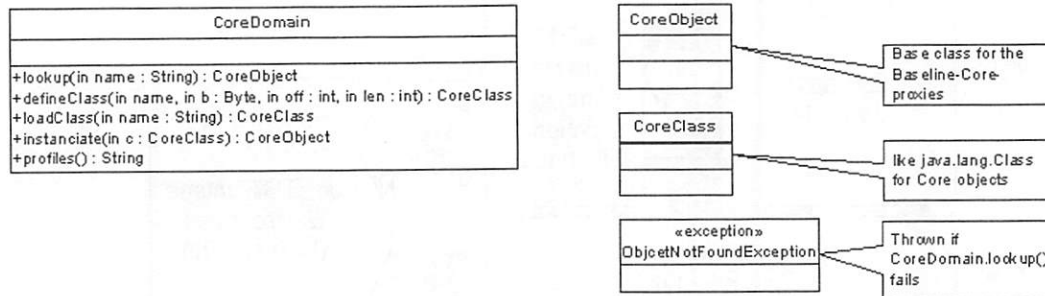 CoreDomain
+lookup(in name : String) : CoreObject
+defineClass(in name, in b : Byte, in off : int, in len : int) : CoreClass
+loadClass(in name : String) : CoreClass
+instanciate(in c : CoreClass) : CoreObject
+profiles() : String
CoreObject
Base class for the
Baseline-Core-
proxies
CoreClass
like java.lang.Class
for Core objects
«exception»
ObjcetNotFoundException
Thrown if
CoreDomain.lookup()
fails